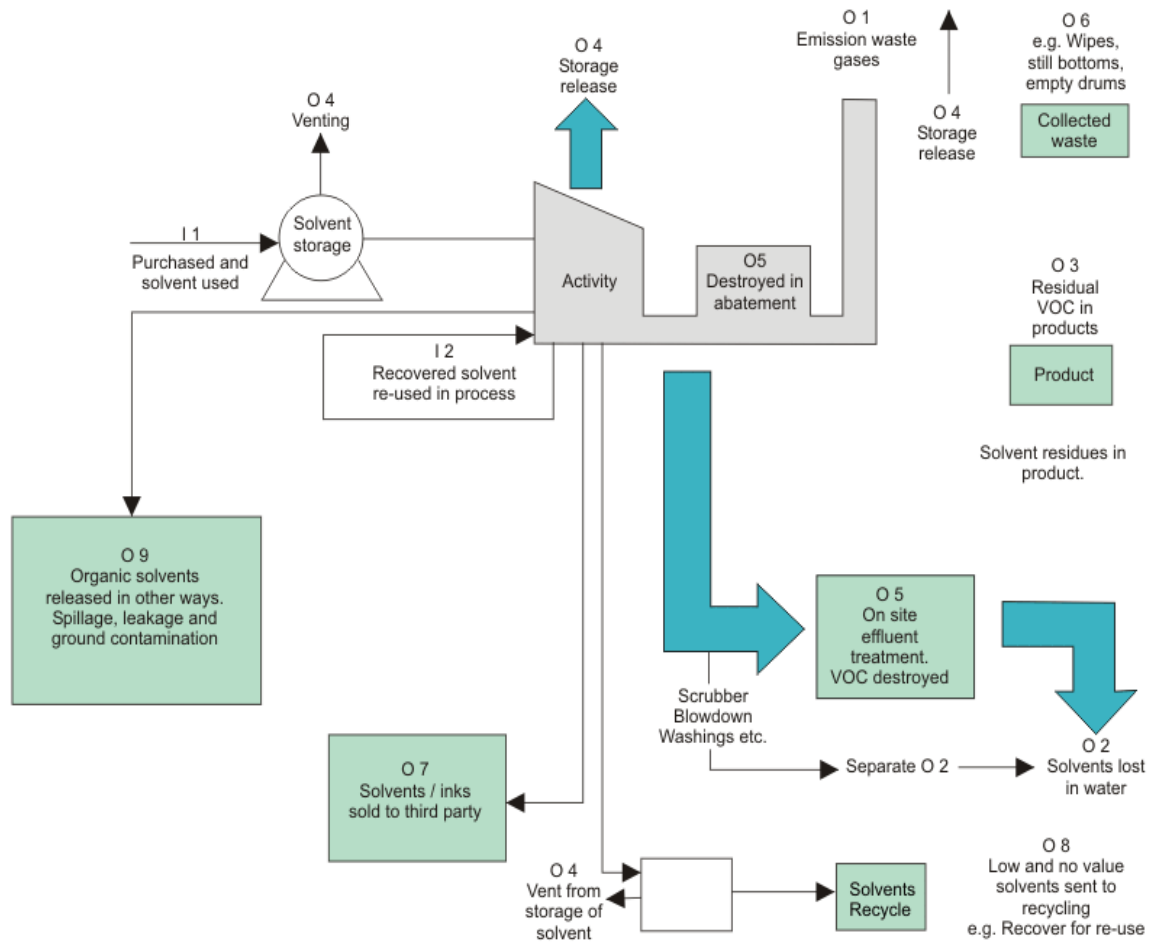 O 1
Emission waste
gases
O 4
Storage
release
O 6
e.g. Wipes,
still bottoms,
empty drums
Collected
waste
O 4
Storage
release
O 4
Venting
Solvent
storage
I 1
Purchased and
solvent used
Activity
O5
Destroyed in
abatement
O 3
Residual
VOC in
products
Product
Solvent residues in
product.
I 2
Recovered solvent
re-used in process
O 9
Organic solvents
released in other ways.
Spillage, leakage and
ground contamination
O 5
On site
effluent
treatment.
VOC destroyed
Scrubber
Blowdown
Washings etc.
Separate O 2
O 2
Solvents lost
in water
O 7
Solvents / inks
sold to third party
O 4
Vent from
storage of
solvent
Solvents
Recycle
O 8
Low and no value
solvents sent to
recycling
e.g. Recover for re-use